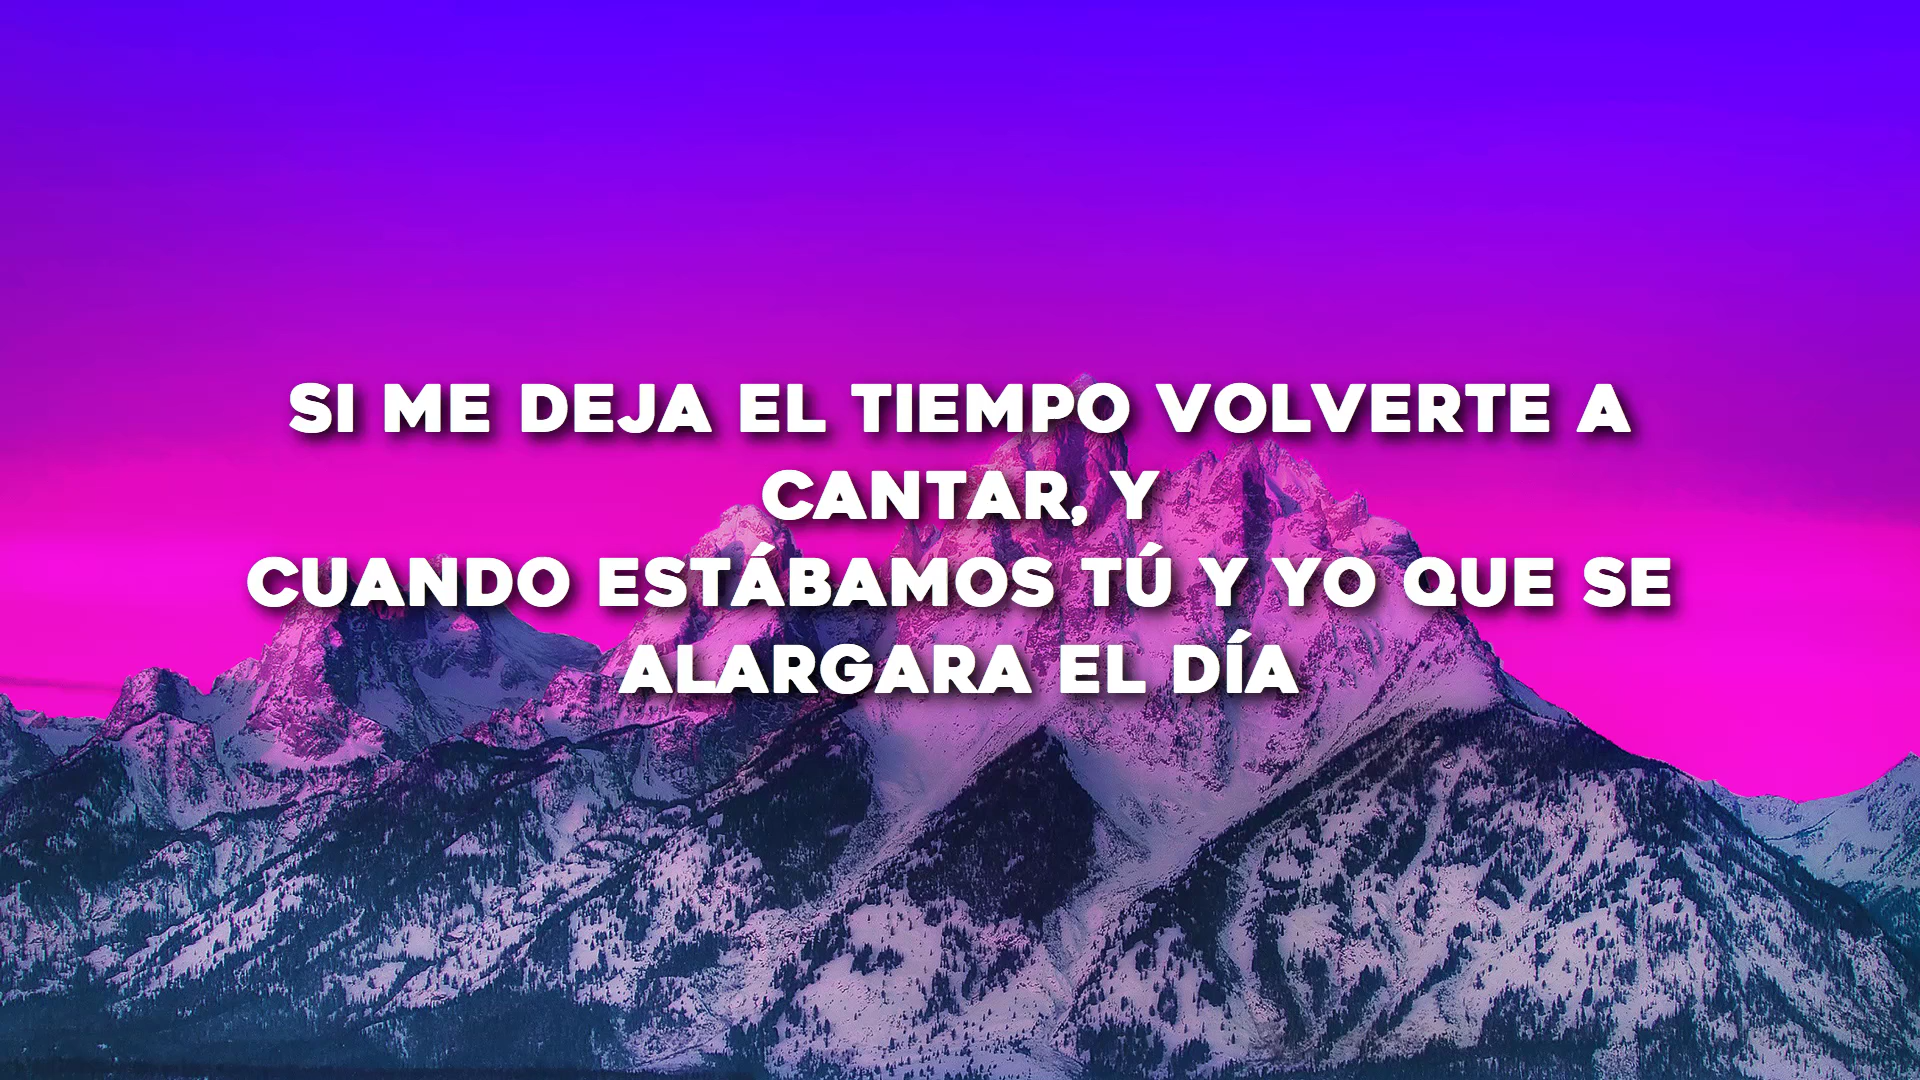 SI ME DEJA EL TIEMPO VOLVERTE A
CANTAR, Y
CUANDO ESTÁBAMOS TÚ Y YO QUE SE
ALARGARA EL DÍA